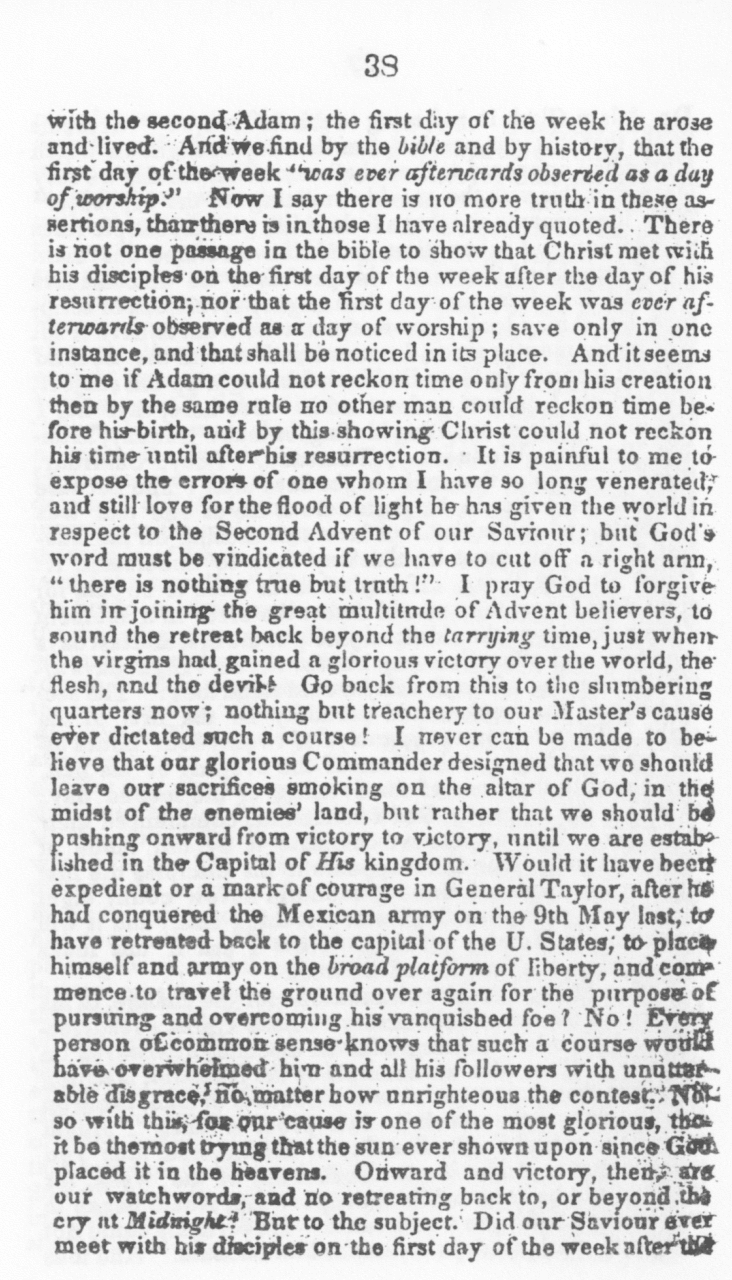 38
with the second Adam; the first day of the week he arose
and lived. And we find by the bible and by history, that the
first day of the week "was ever afterwards observed as a day
of worship." Now I say there is no more truth in these as-
sertions, than there is in those I have already quoted. There
is not one passage in the bible to show that Christ met with
his disciples on the first day of the week after the day of his
resurrection; nor that the first day of the week was ever af-
terwards observed as a day of worship; save only in one
instance, and that shall be noticed in its place. And it seems
to me if Adam could not reckon time only from his creation
then by the same rule no other man could reckon time be-
fore his birth, and by this showing Christ could not reckon
his time until after his resurrection. It is painful to me to
expose the errors of one whom I have so long venerated,
and still love for the flood of light he has given the world in
respect to the Second Advent of our Saviour; but God's
word must be vindicated if we have to cut off a right arm,
"there is nothing true but truth!" I pray God to forgive
him in joining the great multitude of Advent believers, to
sound the retreat back beyond the tarrying time, just when
the virgins had gained a glorious victory over the world, the
flesh, and the devil! Go back from this to the slumbering
quarters now; nothing but treachery to our Master's cause
ever dictated such a course! I never can be made to be-
lieve that our glorious Commander designed that we should
leave our sacrifices smoking on the altar of God, in the
midst of the enemies' land, but rather that we should be
pushing onward from victory to victory, until we are estab-
lished in the Capital of His kingdom. Would it have been
expedient or a mark of courage in General Taylor, after he
had conquered the Mexican army on the 9th May last, to
have retreated back to the capital of the U. States, to place
himself and army on the broad platform of liberty, and com-
mence to travel the ground over again for the purpose of
pursuing and overcoming his vanquished foe? No! Every
person of common sense knows that such a course would
have overwhelmed him and all his followers with unutter-
able disgrace, no matter how unrighteous the contest. Not
so with this, for our cause is one of the most glorious, tho'
it be the most trying that the sun ever shown upon since God
placed it in the heavens. Onward and victory, then, are
our watchwords, and no retreating back to, or beyond the
cry at Midnight! But to the subject. Did our Saviour ever
meet with his disciples on the first day of the week after the